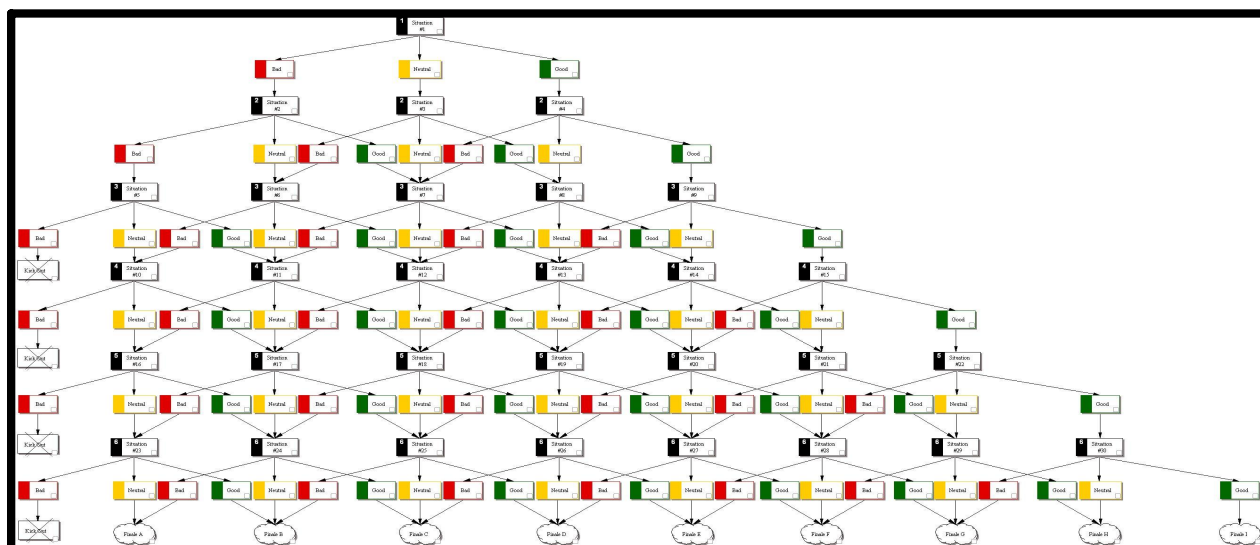 1 Situation
#1
Bad
Neutral
Good
2 Situation
#2
2 Situation
#3
2 Situation
#4
Bad
Neutral
Bad
Good
Neutral
Bad
Good
Neutral
Good
3 Situation
#5
3 Situation
#6
3 Situation
#7
3 Situation
#8
3 Situation
#9
Bad
Neutral
Bad
Good
Neutral
Bad
Good
Neutral
Bad
Good
Neutral
Bad
Good
Neutral
Good
Kick Out
4 Situation
#10
4 Situation
#11
4 Situation
#12
4 Situation
#13
4 Situation
#14
4 Situation
#15
Bad
Neutral
Bad
Good
Neutral
Bad
Good
Neutral
Bad
Good
Neutral
Bad
Good
Neutral
Bad
Good
Neutral
Good
Kick Out
5 Situation
#16
5 Situation
#17
5 Situation
#18
5 Situation
#19
5 Situation
#20
5 Situation
#21
5 Situation
#22
Bad
Neutral
Bad
Good
Neutral
Bad
Good
Neutral
Bad
Good
Neutral
Bad
Good
Neutral
Bad
Good
Neutral
Bad
Good
Neutral
Good
Kick Out
6 Situation
#23
6 Situation
#24
6 Situation
#25
6 Situation
#26
6 Situation
#27
6 Situation
#28
6 Situation
#29
6 Situation
#30
Bad
Neutral
Bad
Good
Neutral
Bad
Good
Neutral
Bad
Good
Neutral
Bad
Good
Neutral
Bad
Good
Neutral
Bad
Good
Neutral
Bad
Good
Neutral
Good
Kick Out
Finale A
Finale B
Finale C
Finale D
Finale E
Finale F
Finale G
Finale H
Finale I